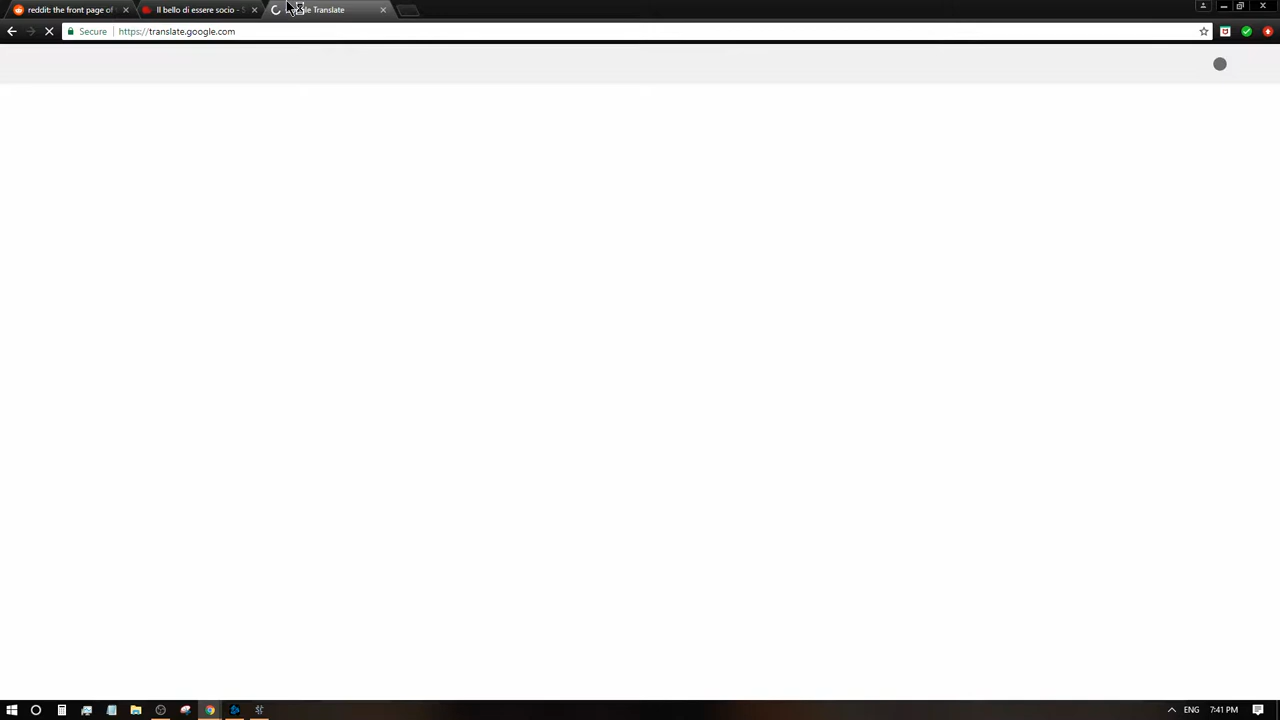 reddit: the front page of
Il bello di essere socio - S
Translate
Secure
https://translate.google.com
ENG
7:41 PM